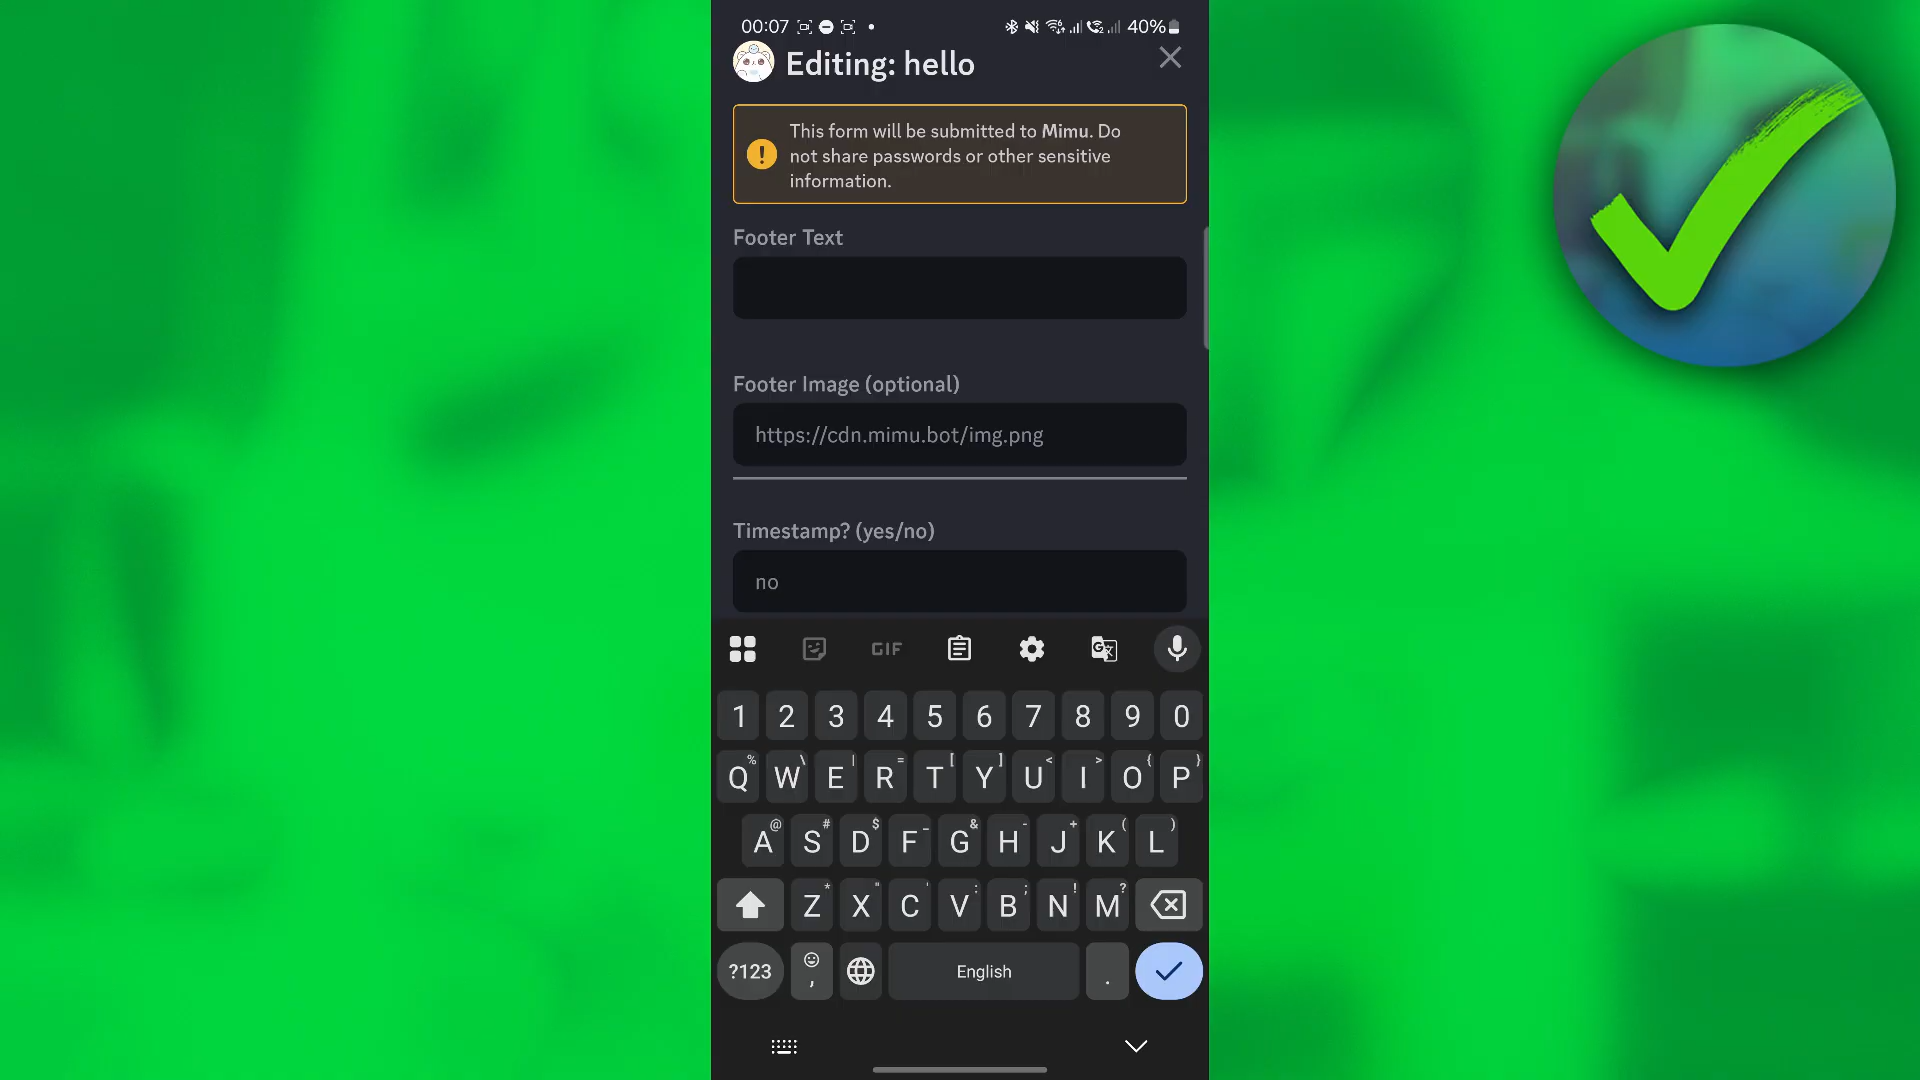 00:07
40%
Editing: hello
This form will be submitted to Mimu. Do
not share passwords or other sensitive
information.
Footer Text
Footer Image (optional)
https://cdn.mimu.bot/img.png
Timestamp? (yes/no)
no
GIF
1 2 3 4 5 6 7 8 9 0
% \ | = [ ] < > { }
Q W E R T Y U I O P
@ # $ _ & - + ( )
A S D F G H J K L
* " ' : ; ! ?
Z X C V B N M
?123 , English .